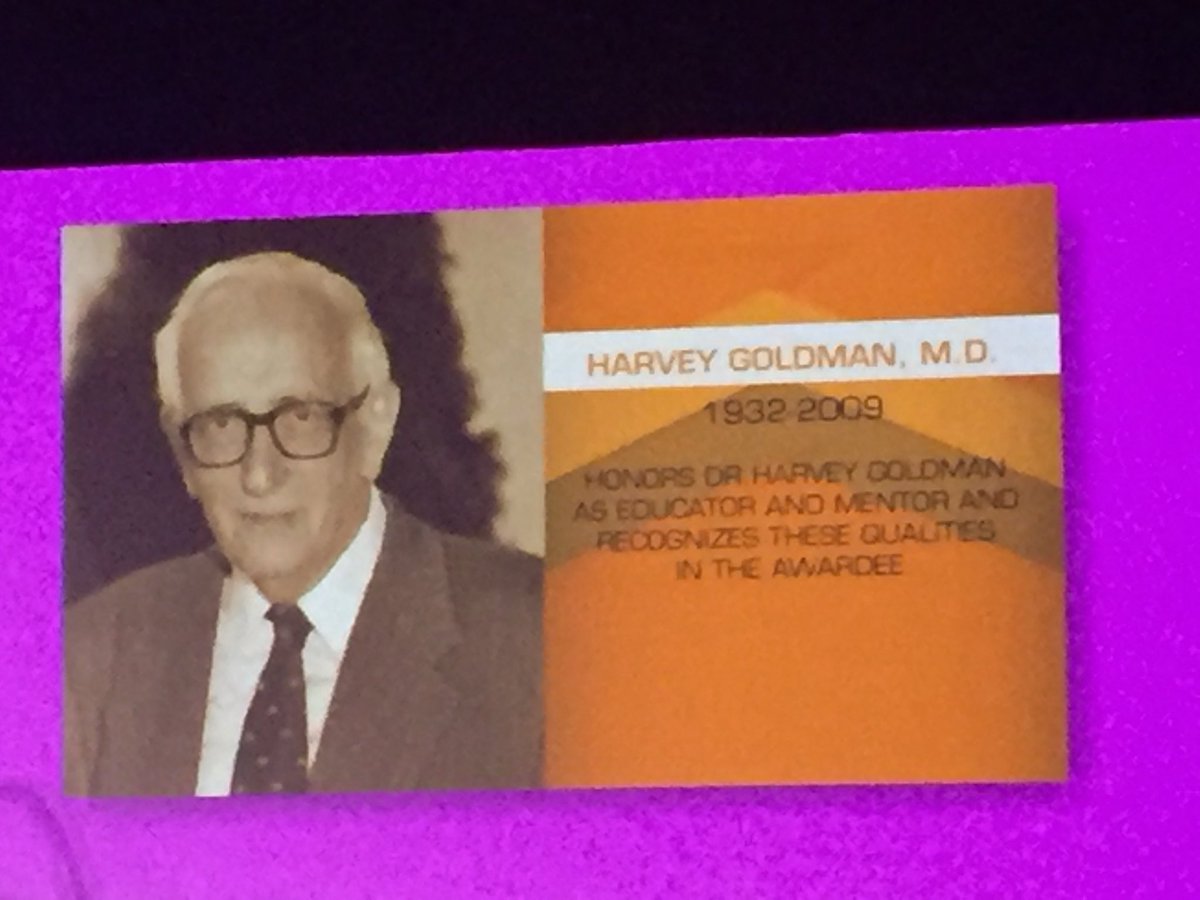 HARVEY GOLDMAN, M.D.
1932-2009
HONORS DR HARVEY GOLDMAN
AS EDUCATOR AND MENTOR AND
RECOGNIZES THESE QUALITIES
IN THE AWARDEE